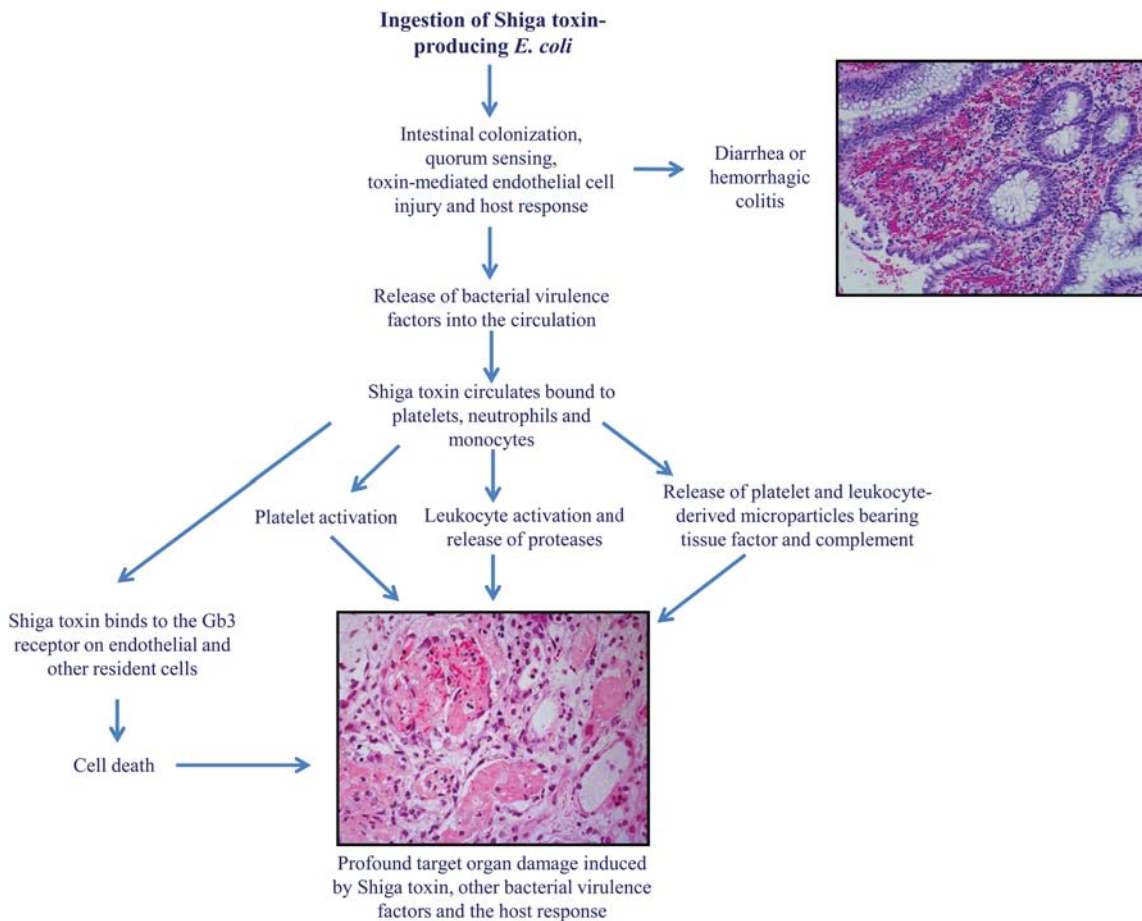 Ingestion of Shiga toxin-
producing E. coli
Intestinal colonization,
quorum sensing,
toxin-mediated endothelial cell
injury and host response
Diarrhea or
hemorrhagic
colitis
Release of bacterial virulence
factors into the circulation
Shiga toxin circulates bound to
platelets, neutrophils and
monocytes
Platelet activation
Leukocyte activation and
release of proteases
Release of platelet and leukocyte-
derived microparticles bearing
tissue factor and complement
Shiga toxin binds to the Gb3
receptor on endothelial and
other resident cells
Cell death
Profound target organ damage induced
by Shiga toxin, other bacterial virulence
factors and the host response